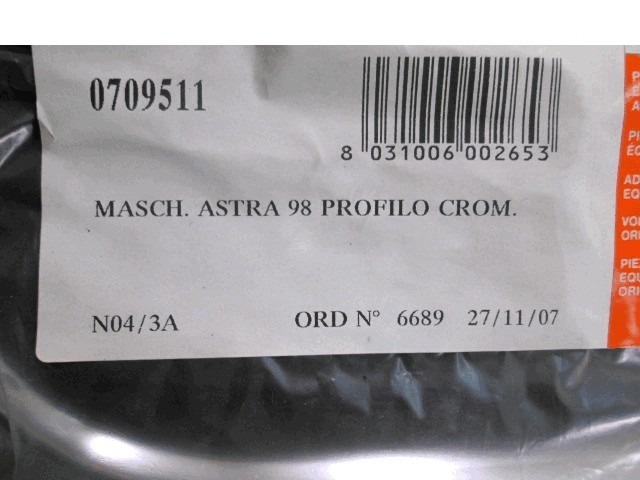 0709511
8 031006 002653
MASCH. ASTRA 98 PROFILO CROM.
N04/3A ORD N° 6689 27/11/07